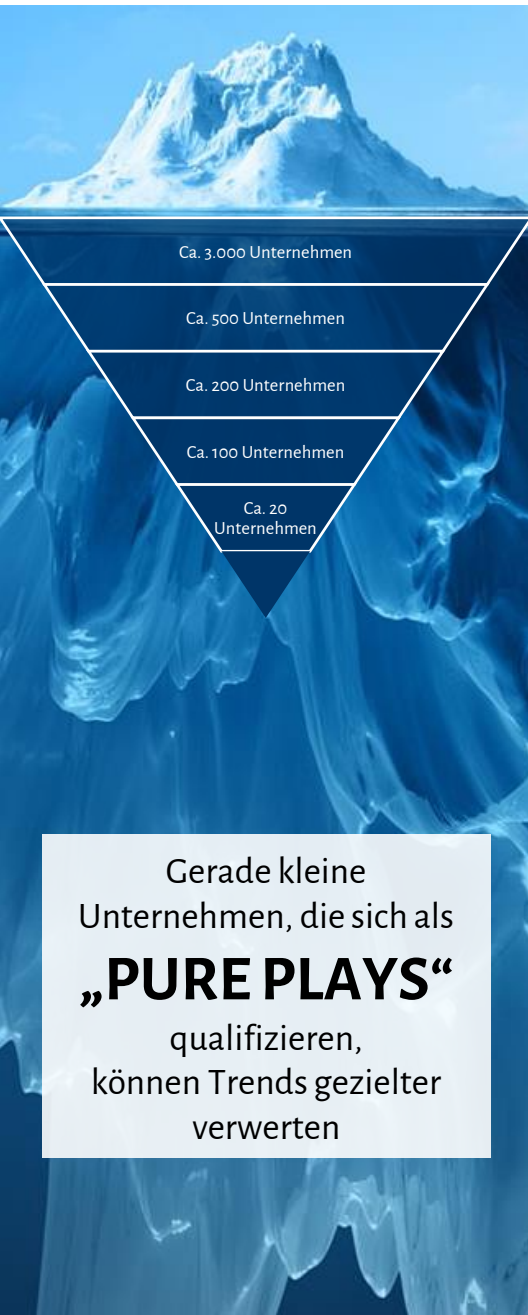 Ca. 3.000 Unternehmen
Ca. 500 Unternehmen
Ca. 200 Unternehmen
Ca. 100 Unternehmen
Ca. 20
Unternehmen
Gerade kleine
Unternehmen, die sich als
„PURE PLAYS“
qualifizieren,
können Trends gezielter
verwerten